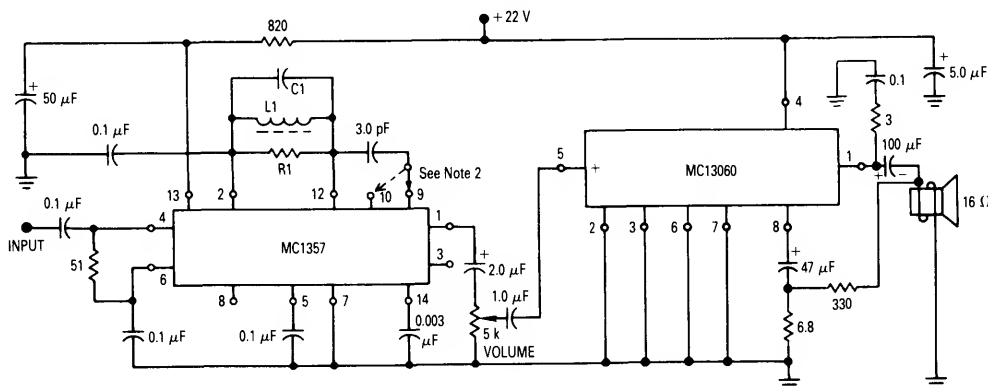 +22 V
820
+
50 µF
C1
L1
R1
0.1 µF
3.0 pF
See Note 2
13
2
12
10
9
0.1 µF
INPUT
51
4
6
MC1357
1
3
8
5
7
14
0.1 µF
0.1 µF
0.003
µF
+
2.0 µF
5 k
VOLUME
1.0 µF
5
+
MC13060
4
1
2
3
6
7
8
+
47 µF
330
6.8
0.1
3
+
5.0 µF
100 µF
+ −
16 Ω